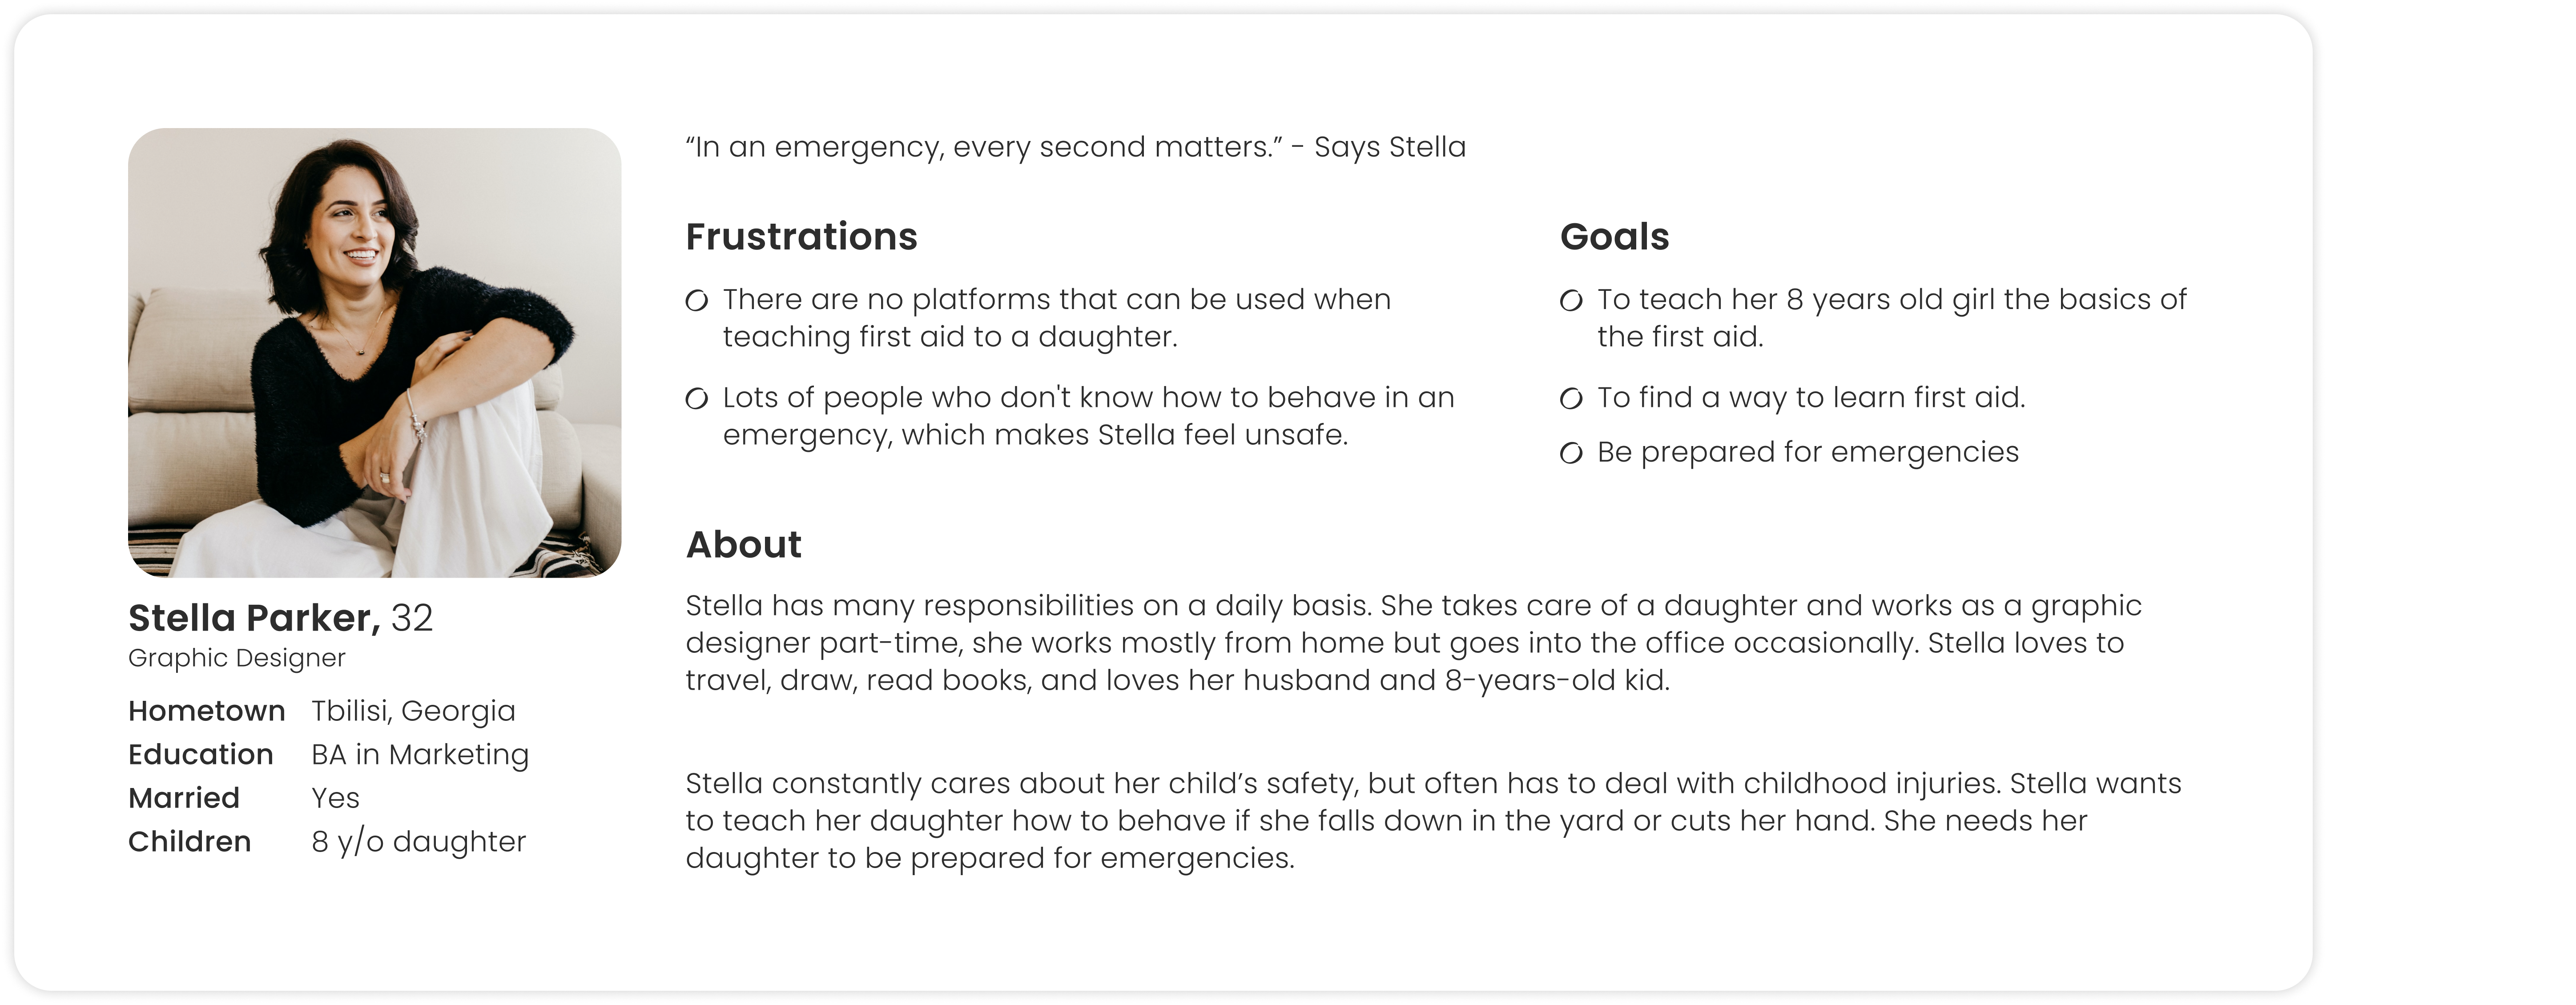 “In an emergency, every second matters.” - Says Stella
Frustrations
There are no platforms that can be used when
teaching first aid to a daughter.
Lots of people who don't know how to behave in an
emergency, which makes Stella feel unsafe.
Goals
To teach her 8 years old girl the basics of
the first aid.
To find a way to learn first aid.
Be prepared for emergencies
About
Stella has many responsibilities on a daily basis. She takes care of a daughter and works as a graphic
designer part-time, she works mostly from home but goes into the office occasionally. Stella loves to
travel, draw, read books, and loves her husband and 8-years-old kid.
Stella constantly cares about her child’s safety, but often has to deal with childhood injuries. Stella wants
to teach her daughter how to behave if she falls down in the yard or cuts her hand. She needs her
daughter to be prepared for emergencies.
Stella Parker, 32
Graphic Designer
Hometown Tbilisi, Georgia
Education BA in Marketing
Married Yes
Children 8 y/o daughter